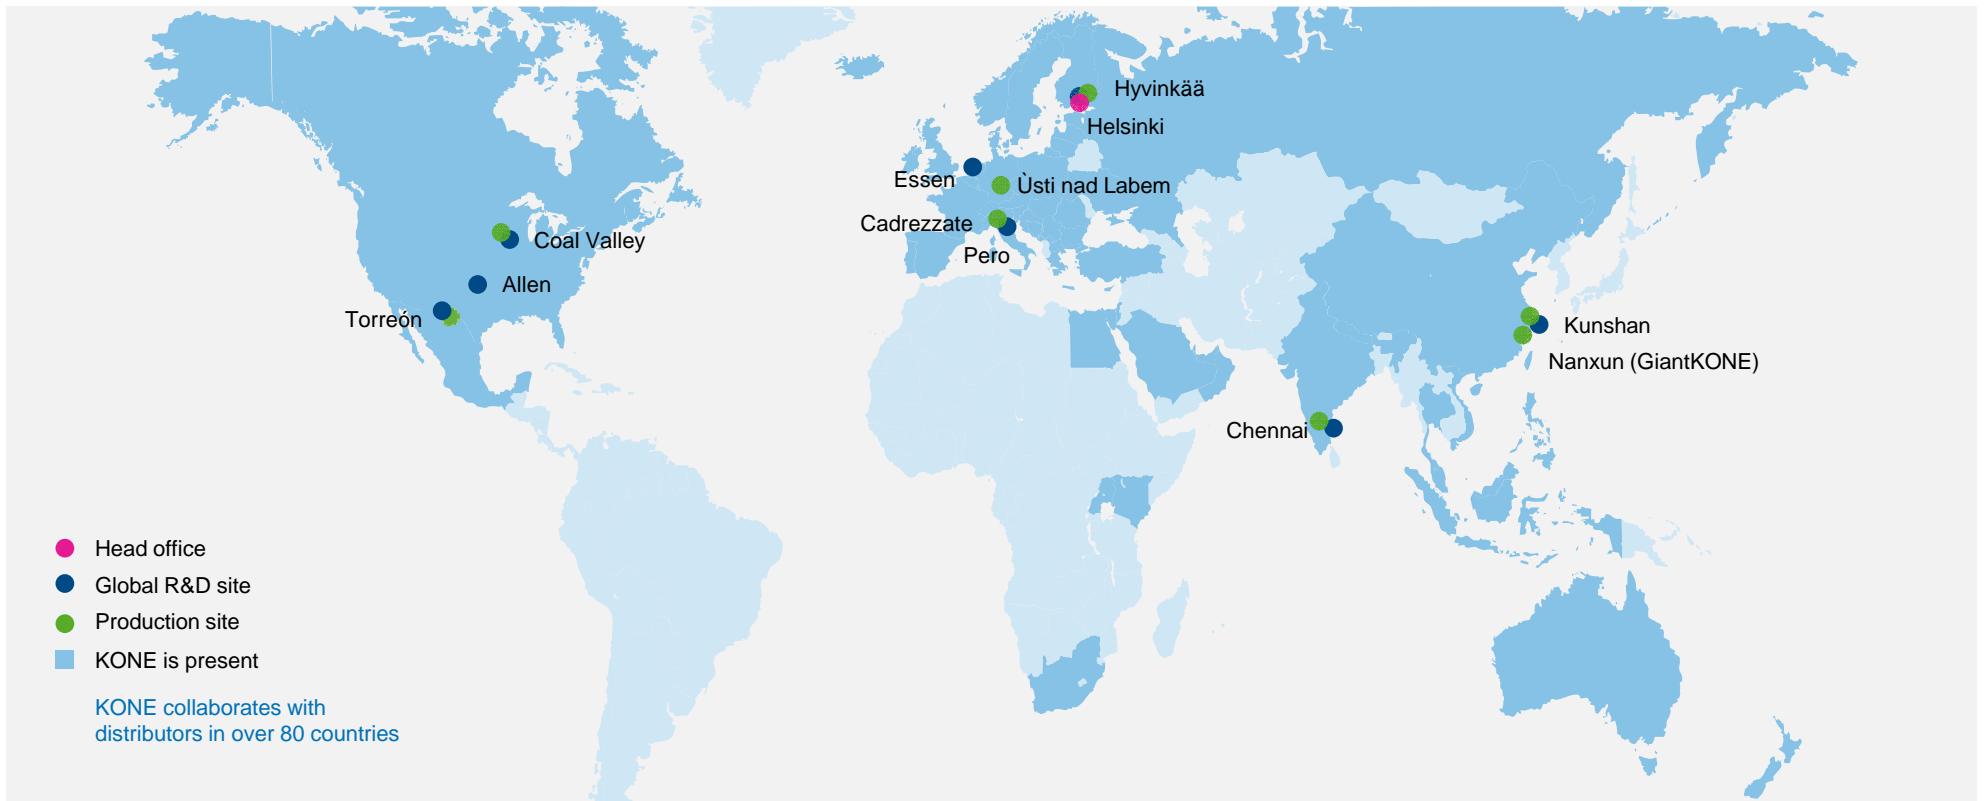 Hyvinkää
Helsinki
Essen
Ùsti nad Labem
Cadrezzate
Pero
Coal Valley
Allen
Torreón
Kunshan
Nanxun (GiantKONE)
Chennai
Head office
Global R&D site
Production site
KONE is present
KONE collaborates with
distributors in over 80 countries